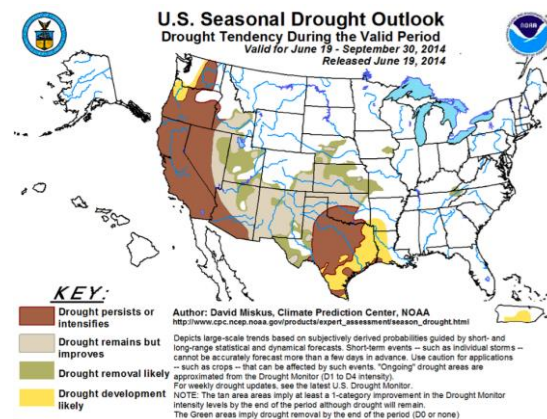 U.S. Seasonal Drought Outlook
Drought Tendency During the Valid Period
Valid for June 19 - September 30, 2014
Released June 19, 2014
NOAA
KEY:
Drought persists or
intensifies
Drought remains but
improves
Drought removal likely
Drought development
likely
Author: David Miskus, Climate Prediction Center, NOAA
http://www.cpc.ncep.noaa.gov/products/expert_assessment/season_drought.html
Depicts large-scale trends based on subjectively derived probabilities guided by short- and
long-range statistical and dynamical forecasts. Short-term events -- such as individual storms --
cannot be accurately forecast more than a few days in advance. Use caution for applications
-- such as crops -- that can be affected by such events. "Ongoing" drought areas are
approximated from the Drought Monitor (D1 to D4 intensity).
For weekly drought updates, see the latest U.S. Drought Monitor.
NOTE: The tan area areas imply at least a 1-category improvement in the Drought Monitor
intensity levels by the end of the period although drought will remain.
The Green areas imply drought removal by the end of the period (D0 or none)